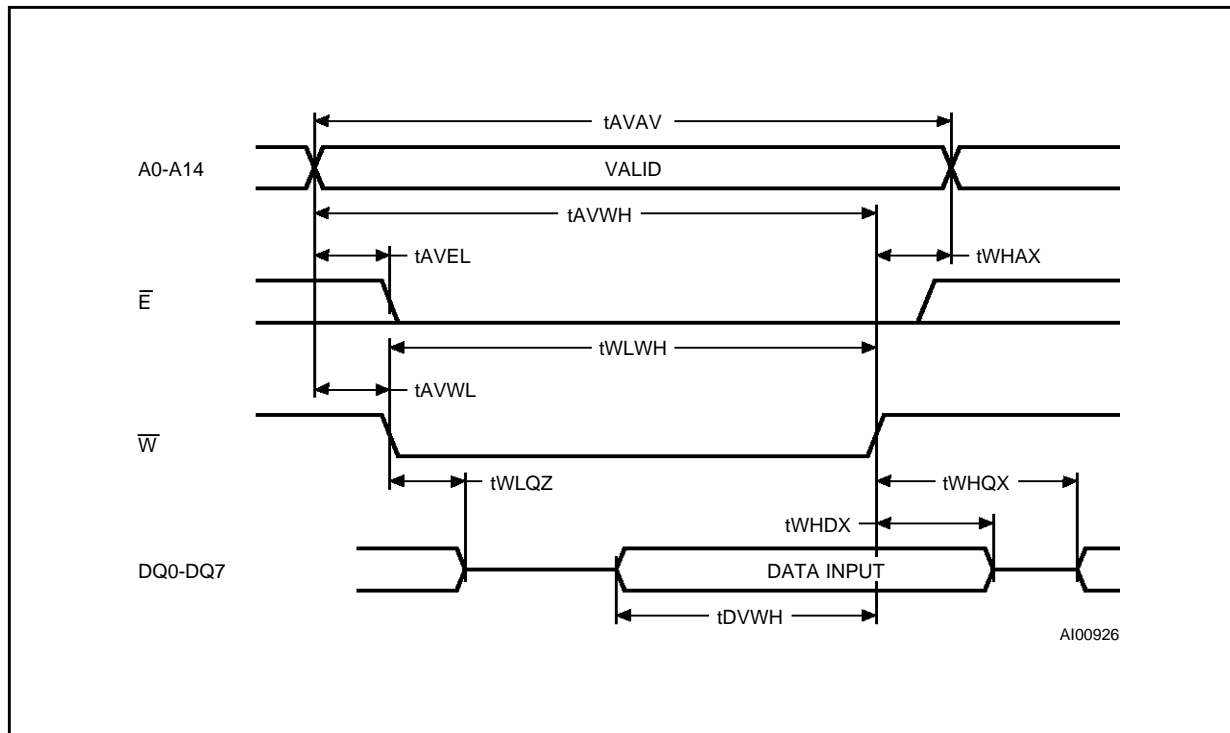 tAVAV
A0-A14
VALID
tAVWH
tAVEL
tWHAX
E̅
tWLWH
tAVWL
W̅
tWLQZ
tWHQX
tWHDX
DQ0-DQ7
DATA INPUT
tDVWH
AI00926